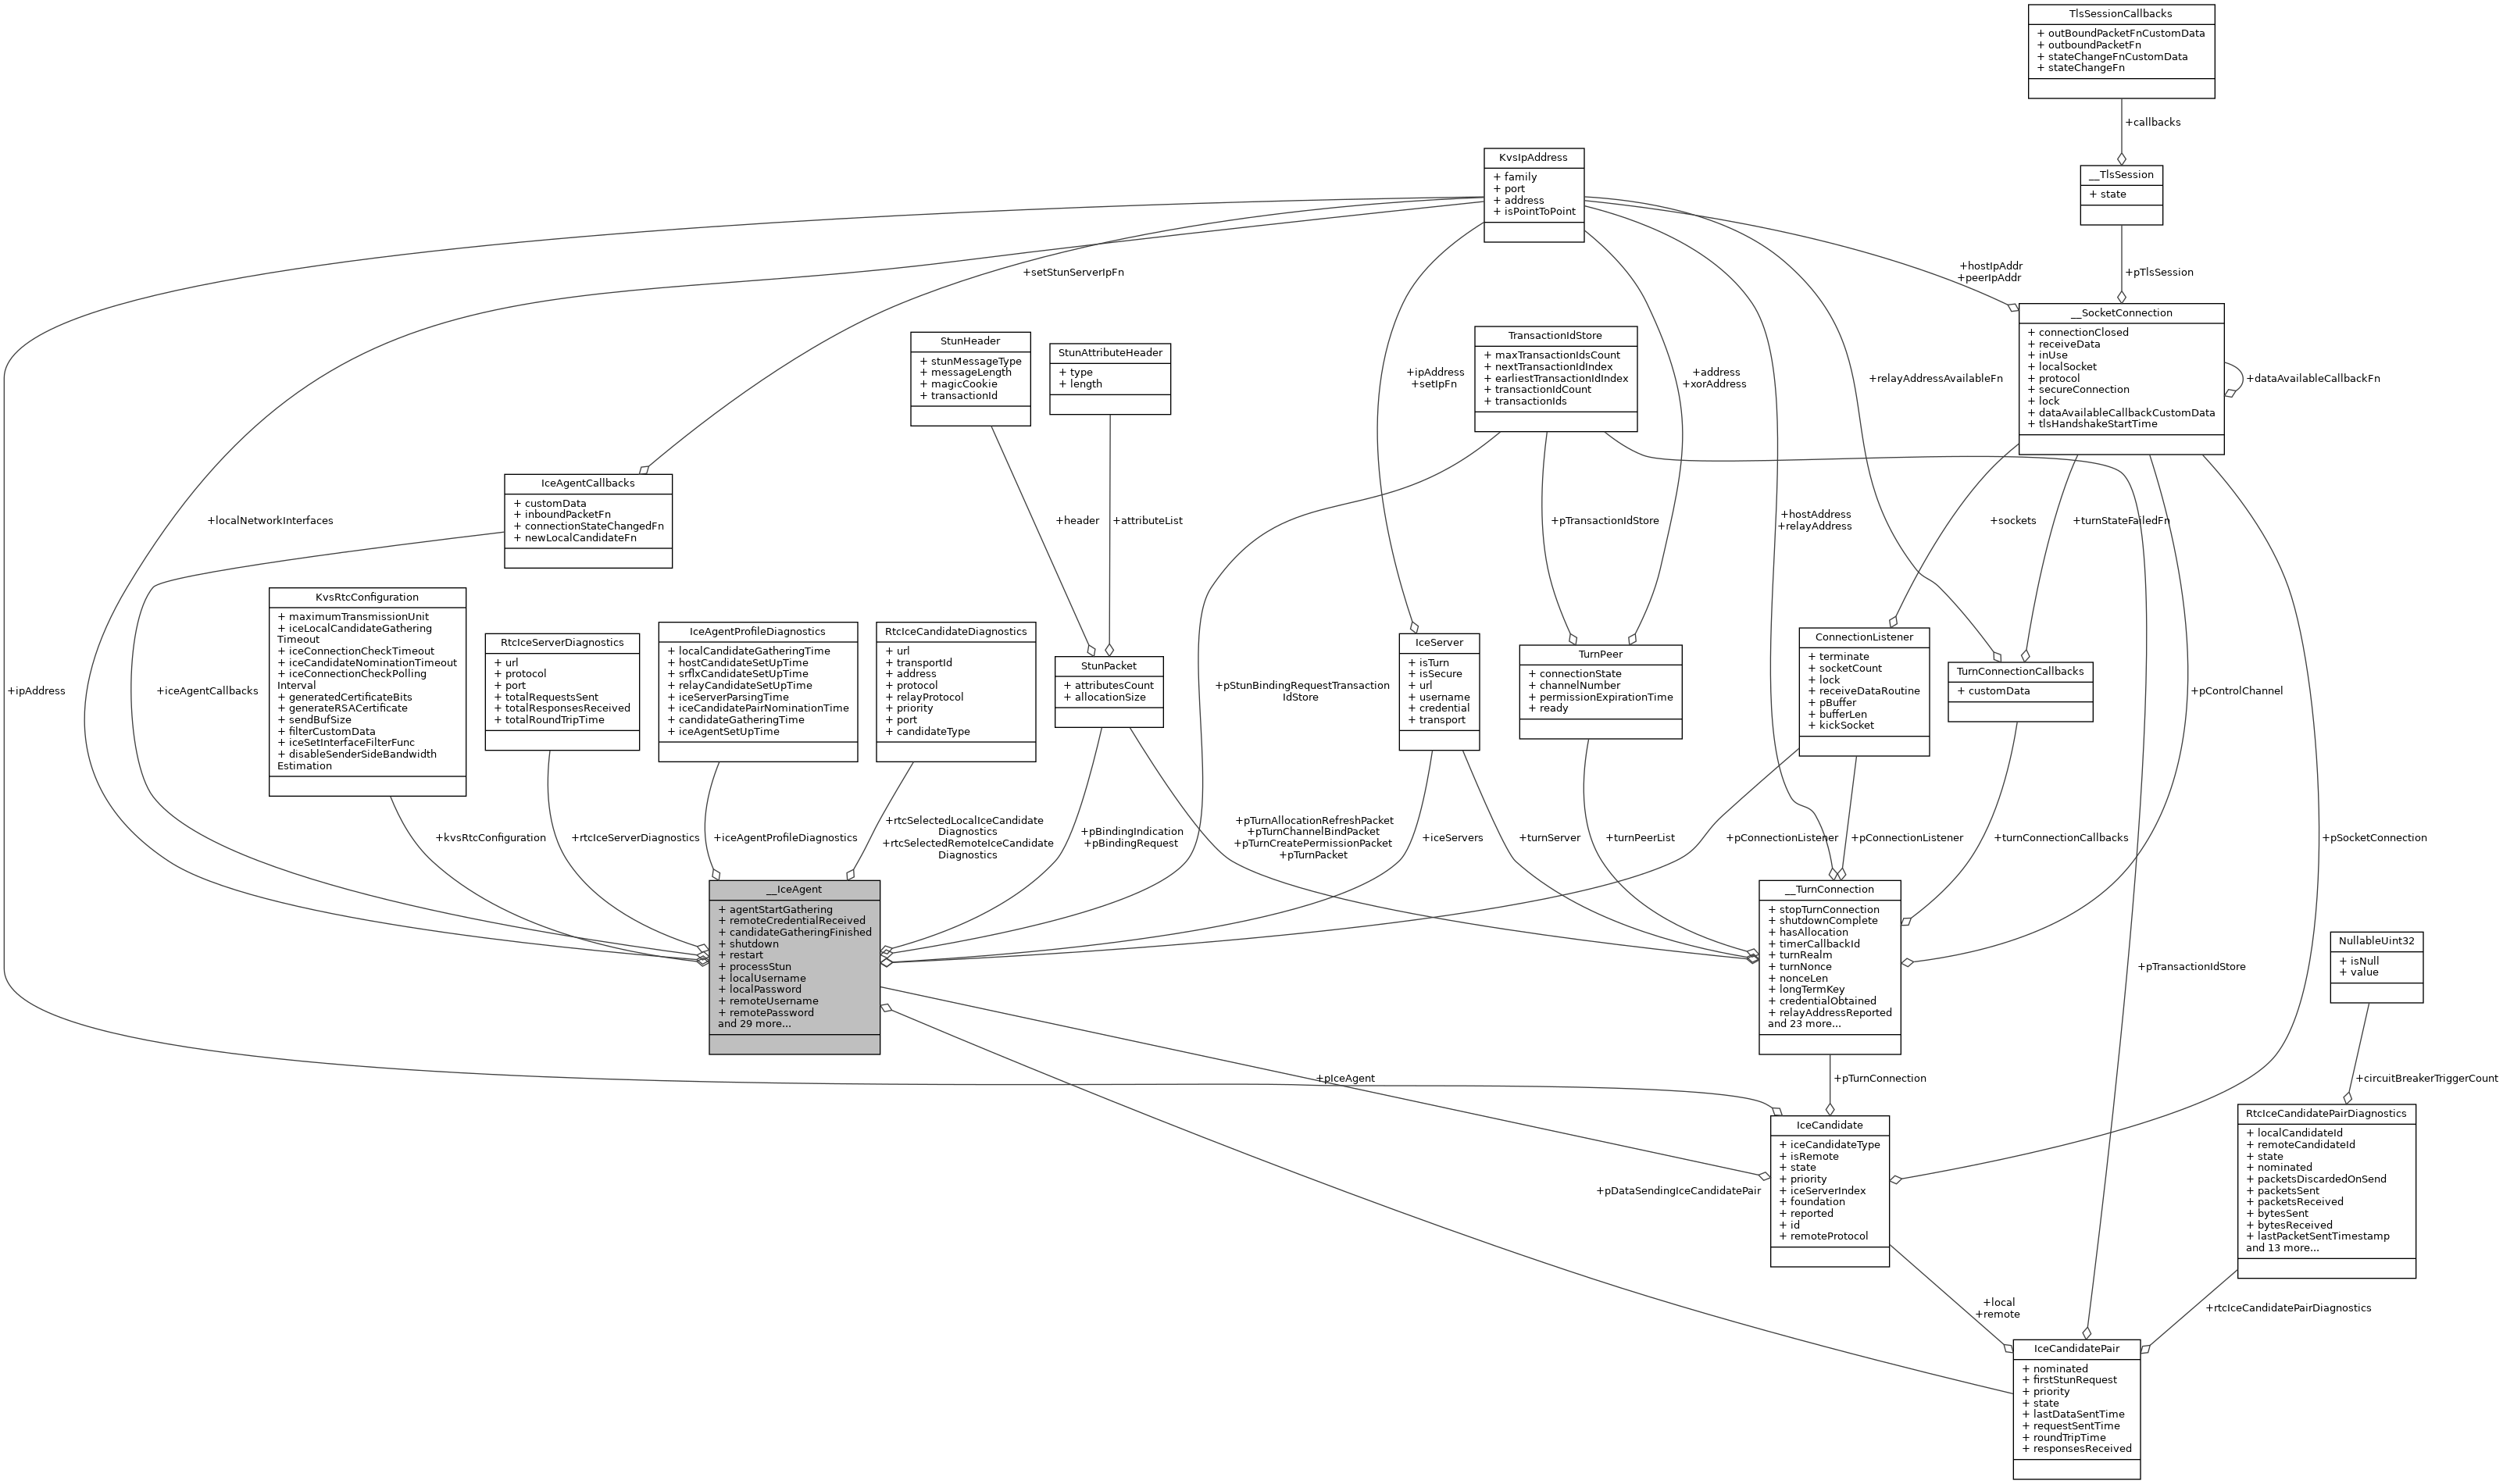 TlsSessionCallbacks
+ outBoundPacketFnCustomData
+ outboundPacketFn
+ stateChangeFnCustomData
+ stateChangeFn
+callbacks
__TlsSession
+ state
+pTlsSession
KvsIpAddress
+ family
+ port
+ address
+ isPointToPoint
+setStunServerIpFn
+hostIpAddr
+peerIpAddr
__SocketConnection
+ connectionClosed
+ receiveData
+ inUse
+ localSocket
+ protocol
+ secureConnection
+ lock
+ dataAvailableCallbackCustomData
+ tlsHandshakeStartTime
+dataAvailableCallbackFn
StunHeader
+ stunMessageType
+ messageLength
+ magicCookie
+ transactionId
StunAttributeHeader
+ type
+ length
TransactionIdStore
+ maxTransactionIdsCount
+ nextTransactionIdIndex
+ earliestTransactionIdIndex
+ transactionIdCount
+ transactionIds
+ipAddress
+setIpFn
+address
+xorAddress
+relayAddressAvailableFn
IceAgentCallbacks
+ customData
+ inboundPacketFn
+ connectionStateChangedFn
+ newLocalCandidateFn
+localNetworkInterfaces
+header
+attributeList
+pTransactionIdStore
+hostAddress
+relayAddress
+sockets
+turnStateFailedFn
KvsRtcConfiguration
+ maximumTransmissionUnit
+ iceLocalCandidateGathering
Timeout
+ iceConnectionCheckTimeout
+ iceCandidateNominationTimeout
+ iceConnectionCheckPolling
Interval
+ generatedCertificateBits
+ generateRSACertificate
+ sendBufSize
+ filterCustomData
+ iceSetInterfaceFilterFunc
+ disableSenderSideBandwidth
Estimation
RtcIceServerDiagnostics
+ url
+ protocol
+ port
+ totalRequestsSent
+ totalResponsesReceived
+ totalRoundTripTime
IceAgentProfileDiagnostics
+ localCandidateGatheringTime
+ hostCandidateSetUpTime
+ srflxCandidateSetUpTime
+ relayCandidateSetUpTime
+ iceServerParsingTime
+ iceCandidatePairNominationTime
+ candidateGatheringTime
+ iceAgentSetUpTime
RtcIceCandidateDiagnostics
+ url
+ transportId
+ address
+ protocol
+ relayProtocol
+ priority
+ port
+ candidateType
StunPacket
+ attributesCount
+ allocationSize
IceServer
+ isTurn
+ isSecure
+ url
+ username
+ credential
+ transport
TurnPeer
+ connectionState
+ channelNumber
+ permissionExpirationTime
+ ready
ConnectionListener
+ terminate
+ socketCount
+ lock
+ receiveDataRoutine
+ pBuffer
+ bufferLen
+ kickSocket
TurnConnectionCallbacks
+ customData
+ipAddress
+iceAgentCallbacks
+pStunBindingRequestTransaction
IdStore
+pControlChannel
+kvsRtcConfiguration
+rtcIceServerDiagnostics
+iceAgentProfileDiagnostics
+rtcSelectedLocalIceCandidate
Diagnostics
+rtcSelectedRemoteIceCandidate
Diagnostics
+pBindingIndication
+pBindingRequest
+pTurnAllocationRefreshPacket
+pTurnChannelBindPacket
+pTurnCreatePermissionPacket
+pTurnPacket
+iceServers
+turnServer
+turnPeerList
+pConnectionListener
+pConnectionListener
+turnConnectionCallbacks
+pSocketConnection
__IceAgent
+ agentStartGathering
+ remoteCredentialReceived
+ candidateGatheringFinished
+ shutdown
+ restart
+ processStun
+ localUsername
+ localPassword
+ remoteUsername
+ remotePassword
and 29 more...
__TurnConnection
+ stopTurnConnection
+ shutdownComplete
+ hasAllocation
+ timerCallbackId
+ turnRealm
+ turnNonce
+ nonceLen
+ longTermKey
+ credentialObtained
+ relayAddressReported
and 23 more...
NullableUint32
+ isNull
+ value
+pTransactionIdStore
+pIceAgent
+pTurnConnection
+circuitBreakerTriggerCount
IceCandidate
+ iceCandidateType
+ isRemote
+ state
+ priority
+ iceServerIndex
+ foundation
+ reported
+ id
+ remoteProtocol
RtcIceCandidatePairDiagnostics
+ localCandidateId
+ remoteCandidateId
+ state
+ nominated
+ packetsDiscardedOnSend
+ packetsSent
+ packetsReceived
+ bytesSent
+ bytesReceived
+ lastPacketSentTimestamp
and 13 more...
+pDataSendingIceCandidatePair
+local
+remote
+rtcIceCandidatePairDiagnostics
IceCandidatePair
+ nominated
+ firstStunRequest
+ priority
+ state
+ lastDataSentTime
+ requestSentTime
+ roundTripTime
+ responsesReceived